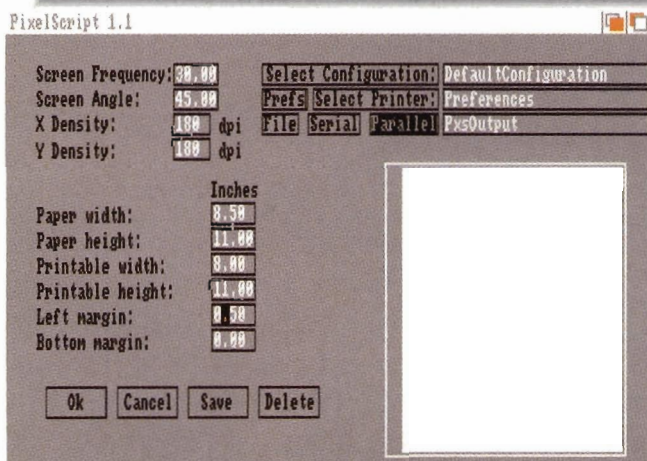 PixelScript 1.1
Screen Frequency: 30.00 Select Configuration: DefaultConfiguration
Screen Angle: 45.00 Prefs Select Printer: Preferences
X Density: 180 dpi File Serial Parallel PxsOutput
Y Density: 180 dpi
Inches
Paper width: 8.50
Paper height: 11.00
Printable width: 8.00
Printable height: 11.00
Left margin: 0.50
Bottom margin: 0.00
Ok Cancel Save Delete